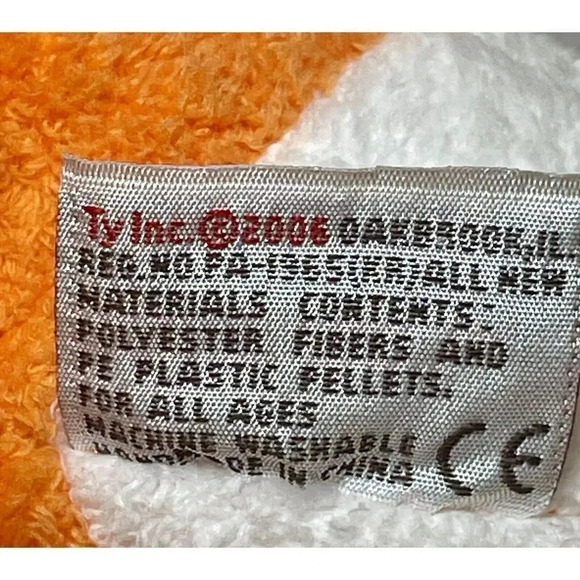 Ty Inc. © 2006 OAKBROOK, IL.
REG.NO.PA-1965(KR) ALL NEW
MATERIALS CONTENTS.
POLYESTER FIBERS AND
PE PLASTIC PELLETS.
FOR ALL AGES
MACHINE WASHABLE
HANDMADE IN CHINA
CE